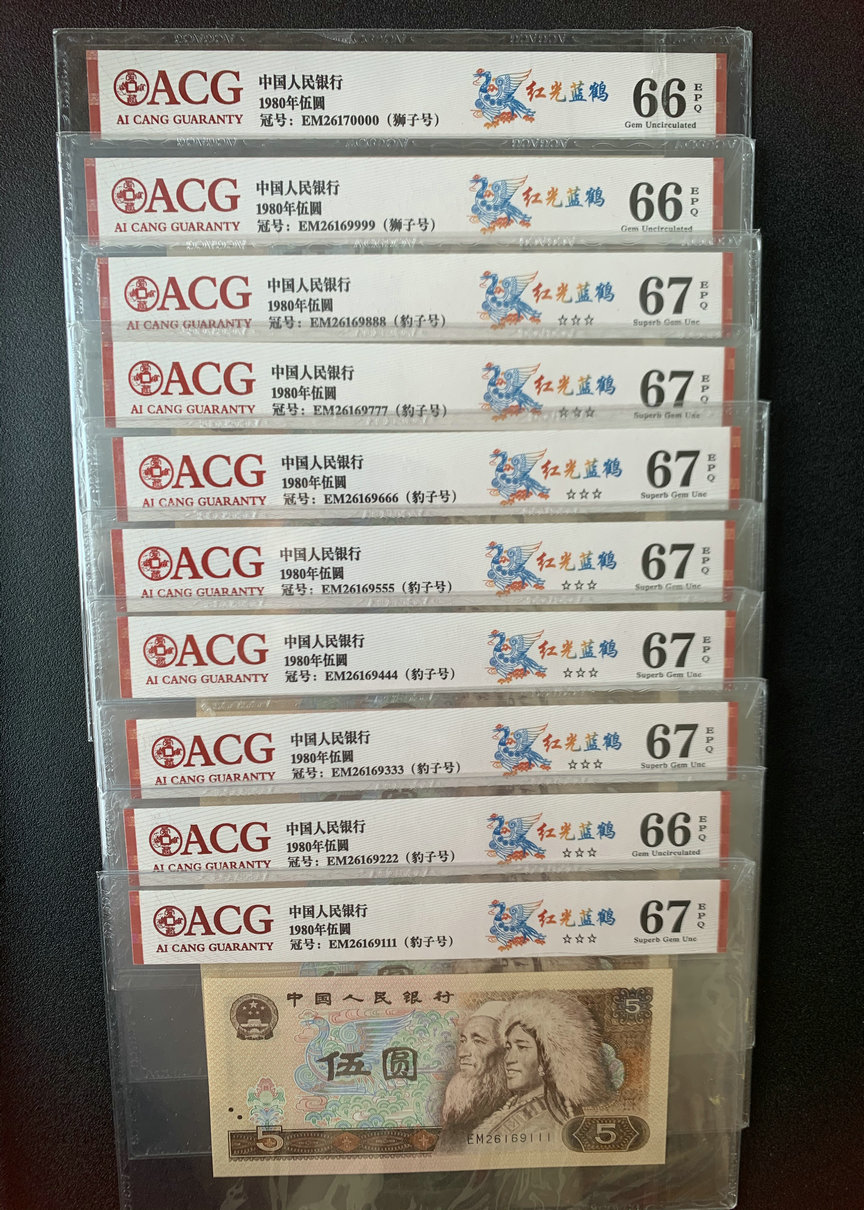 ACG
AI CANG GUARANTY
中国人民银行
1980年伍圆
冠号：EM26170000（狮子号）
红光蓝鹤
66 EPQ
Gem Uncirculated
ACG
AI CANG GUARANTY
中国人民银行
1980年伍圆
冠号：EM26169999（狮子号）
红光蓝鹤
66 EPQ
Gem Uncirculated
ACG
AI CANG GUARANTY
中国人民银行
1980年伍圆
冠号：EM26169888（豹子号）
红光蓝鹤
☆☆☆
67 EPQ
Superb Gem Unc
ACG
AI CANG GUARANTY
中国人民银行
1980年伍圆
冠号：EM26169777（豹子号）
红光蓝鹤
☆☆☆
67 EPQ
Superb Gem Unc
ACG
AI CANG GUARANTY
中国人民银行
1980年伍圆
冠号：EM26169666（豹子号）
红光蓝鹤
☆☆☆
67 EPQ
Superb Gem Unc
ACG
AI CANG GUARANTY
中国人民银行
1980年伍圆
冠号：EM26169555（豹子号）
红光蓝鹤
☆☆☆
67 EPQ
Superb Gem Unc
ACG
AI CANG GUARANTY
中国人民银行
1980年伍圆
冠号：EM26169444（豹子号）
红光蓝鹤
☆☆☆
67 EPQ
Superb Gem Unc
ACG
AI CANG GUARANTY
中国人民银行
1980年伍圆
冠号：EM26169333（豹子号）
红光蓝鹤
☆☆☆
67 EPQ
Superb Gem Unc
ACG
AI CANG GUARANTY
中国人民银行
1980年伍圆
冠号：EM26169222（豹子号）
红光蓝鹤
☆☆☆
66 EPQ
Gem Uncirculated
ACG
AI CANG GUARANTY
中国人民银行
1980年伍圆
冠号：EM26169111（豹子号）
红光蓝鹤
☆☆☆
67 EPQ
Superb Gem Unc
中国人民银行
5
伍圆
5
EM26169111
5